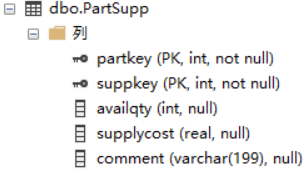 dbo.PartSupp
列
partkey (PK, int, not null)
suppkey (PK, int, not null)
availqty (int, null)
supplycost (real, null)
comment (varchar(199), null)